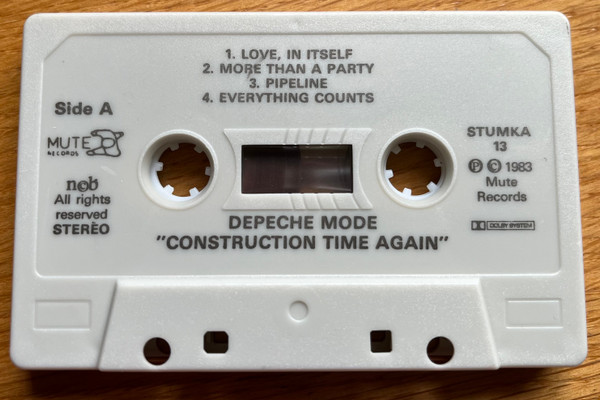 1. LOVE, IN ITSELF
2. MORE THAN A PARTY
3. PIPELINE
4. EVERYTHING COUNTS
Side A
MUTE
RECORDS
ncb
All rights
reserved
STEREO
STUMKA
13
Ⓟ © 1983
Mute
Records
DOLBY SYSTEM
DEPECHE MODE
"CONSTRUCTION TIME AGAIN"